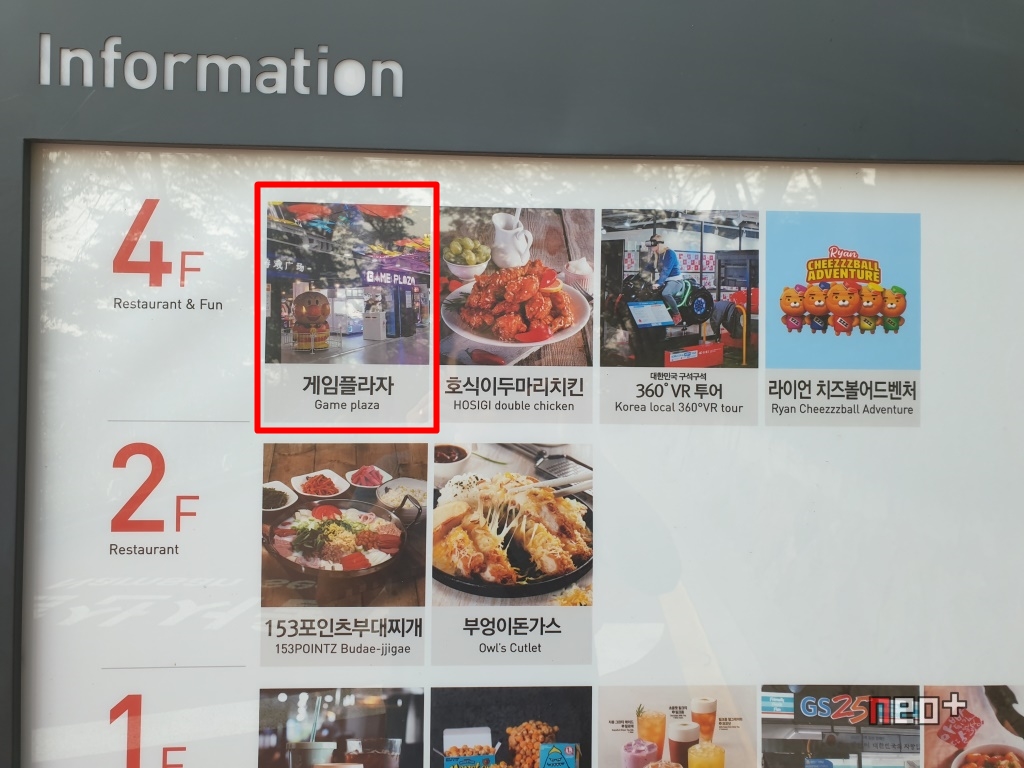 Information
4F
Restaurant & Fun
GAME PLAZA
게임플라자
Game plaza
호식이두마리치킨
HOSIGI double chicken
대한민국 구석구석
360° VR 투어
Korea local 360°VR tour
Ryan
CHEEZZZBALL
ADVENTURE
라이언 치즈볼어드벤처
Ryan Cheezzzball Adventure
2F
Restaurant
153포인츠부대찌개
153POINTZ Budae-jjigae
부엉이돈가스
Owl's Cutlet
1F
GS25
neo+